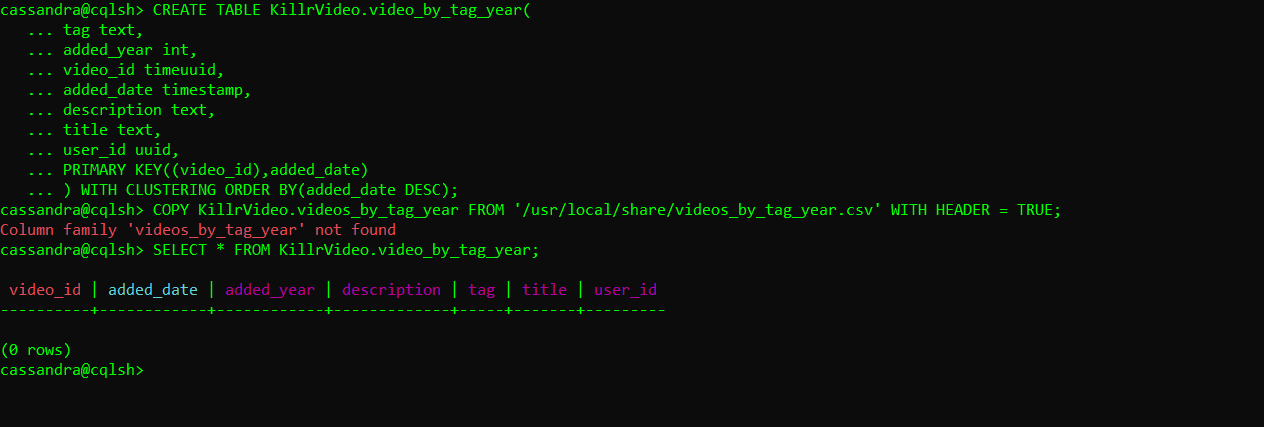 cassandra@cqlsh> CREATE TABLE KillrVideo.video_by_tag_year(
   ... tag text,
   ... added_year int,
   ... video_id timeuuid,
   ... added_date timestamp,
   ... description text,
   ... title text,
   ... user_id uuid,
   ... PRIMARY KEY((video_id),added_date)
   ... ) WITH CLUSTERING ORDER BY(added_date DESC);
cassandra@cqlsh> COPY KillrVideo.videos_by_tag_year FROM '/usr/local/share/videos_by_tag_year.csv' WITH HEADER = TRUE;
Column family 'videos_by_tag_year' not found
cassandra@cqlsh> SELECT * FROM KillrVideo.video_by_tag_year;
 video_id | added_date | added_year | description | tag | title | user_id
----------+------------+------------+-------------+-----+-------+---------
(0 rows)
cassandra@cqlsh>